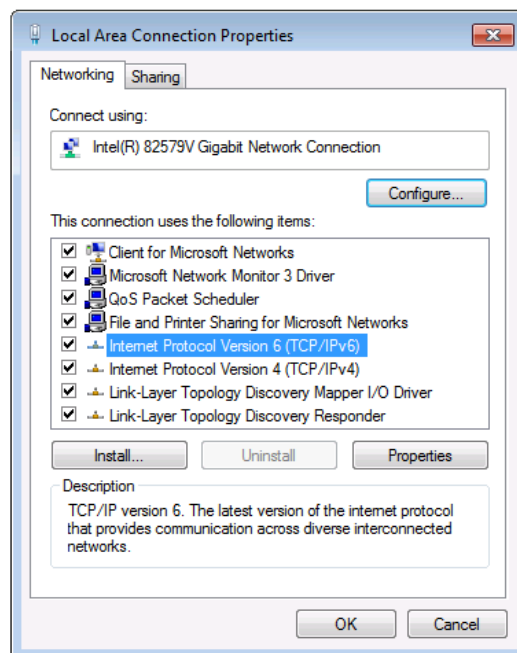 Local Area Connection Properties
Networking
Sharing
Connect using:
Intel(R) 82579V Gigabit Network Connection
Configure...
This connection uses the following items:
Client for Microsoft Networks
Microsoft Network Monitor 3 Driver
QoS Packet Scheduler
File and Printer Sharing for Microsoft Networks
Internet Protocol Version 6 (TCP/IPv6)
Internet Protocol Version 4 (TCP/IPv4)
Link-Layer Topology Discovery Mapper I/O Driver
Link-Layer Topology Discovery Responder
Install...
Uninstall
Properties
Description
TCP/IP version 6. The latest version of the internet protocol
that provides communication across diverse interconnected
networks.
OK
Cancel